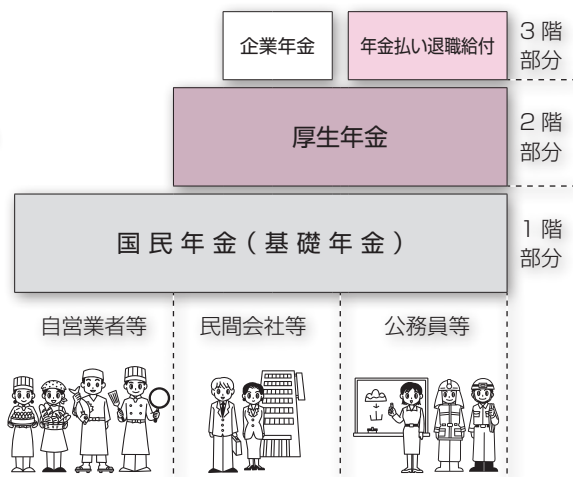 企業年金
年金払い退職給付
3階
部分
厚生年金
2階
部分
国民年金(基礎年金)
1階
部分
自営業者等
民間会社等
公務員等
山